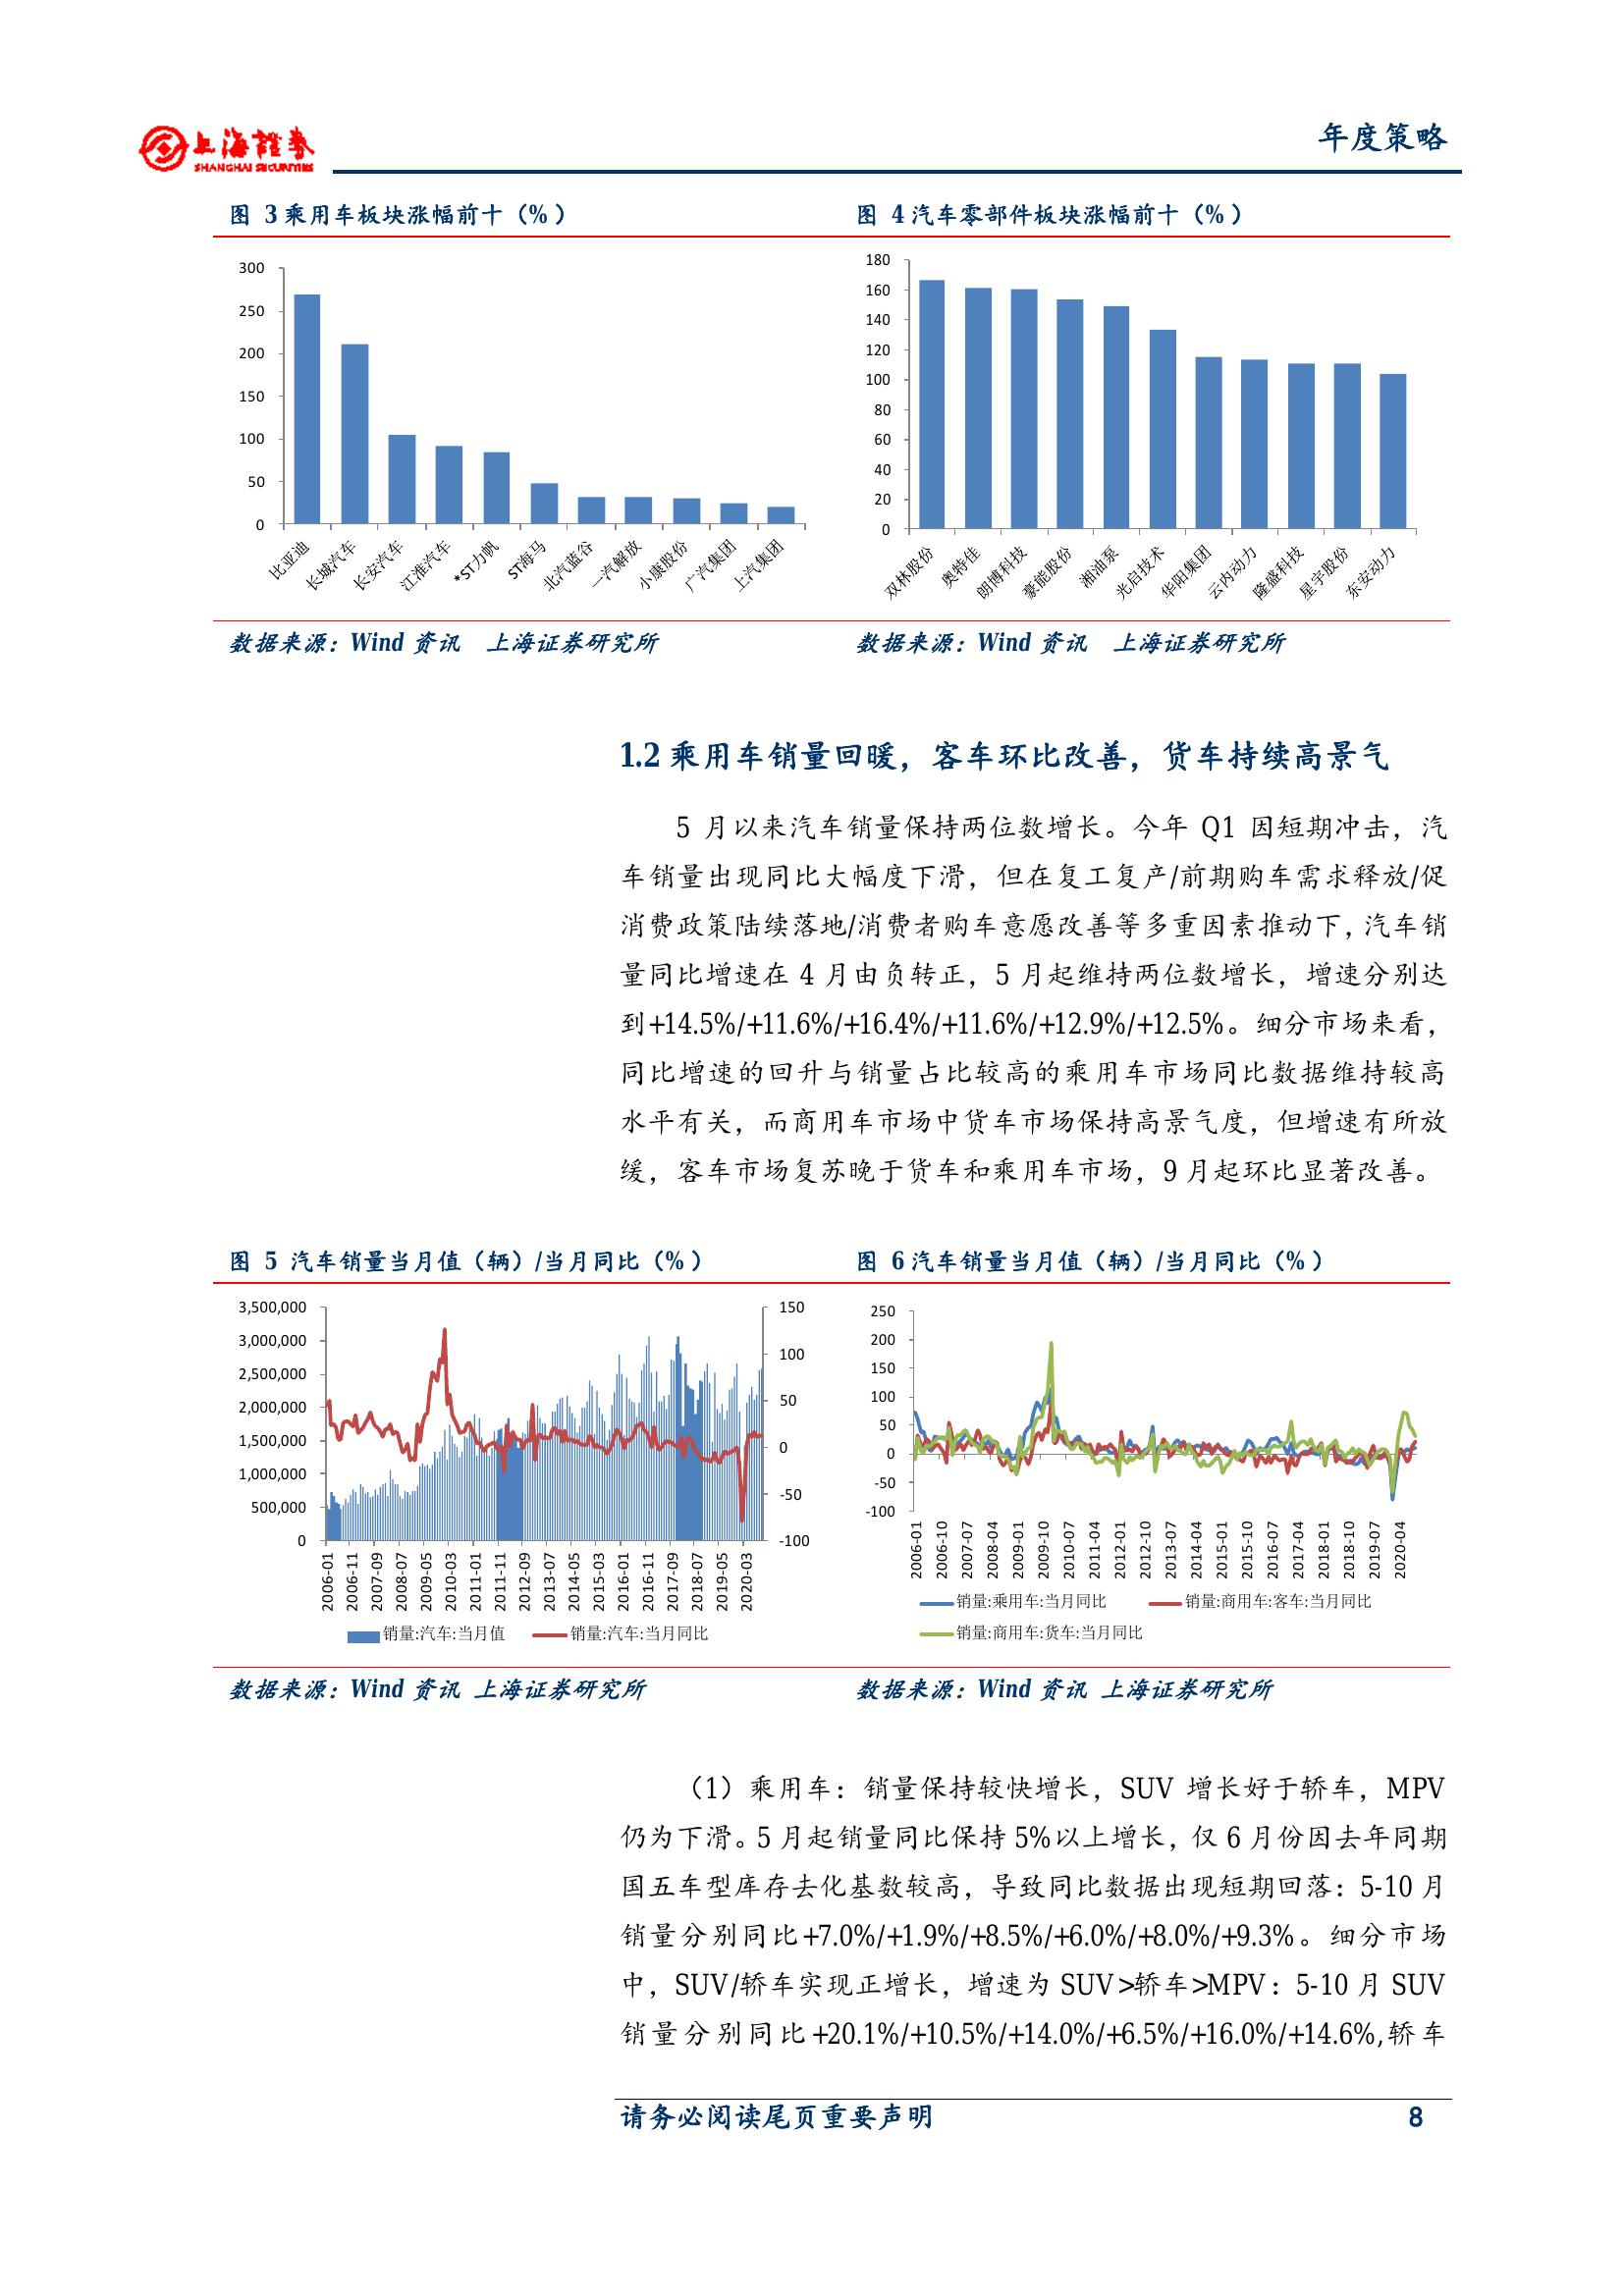 上海證券
SHANGHAI SECURITIES
年度策略
图 3 乘用车板块涨幅前十（%）
300
250
200
150
100
50
0
比亚迪
长城汽车
长安汽车
江淮汽车
*ST力帆
ST海马
北汽蓝谷
一汽解放
小康股份
广汽集团
上汽集团
数据来源：Wind 资讯 上海证券研究所
图 4 汽车零部件板块涨幅前十（%）
180
160
140
120
100
80
60
40
20
0
双林股份
奥特佳
朗博科技
豪能股份
湘油泵
光启技术
华阳集团
云内动力
隆盛科技
星宇股份
东安动力
数据来源：Wind 资讯 上海证券研究所
1.2 乘用车销量回暖，客车环比改善，货车持续高景气
5 月以来汽车销量保持两位数增长。今年 Q1 因短期冲击，汽
车销量出现同比大幅度下滑，但在复工复产/前期购车需求释放/促
消费政策陆续落地/消费者购车意愿改善等多重因素推动下，汽车销
量同比增速在 4 月由负转正，5 月起维持两位数增长，增速分别达
到+14.5%/+11.6%/+16.4%/+11.6%/+12.9%/+12.5%。细分市场来看，
同比增速的回升与销量占比较高的乘用车市场同比数据维持较高
水平有关，而商用车市场中货车市场保持高景气度，但增速有所放
缓，客车市场复苏晚于货车和乘用车市场，9 月起环比显著改善。
图 5 汽车销量当月值（辆）/当月同比（%）
3,500,000
3,000,000
2,500,000
2,000,000
1,500,000
1,000,000
500,000
0
150
100
50
0
-50
-100
2006-01
2006-11
2007-09
2008-07
2009-05
2010-03
2011-01
2011-11
2012-09
2013-07
2014-05
2015-03
2016-01
2016-11
2017-09
2018-07
2019-05
2020-03
销量:汽车:当月值
销量:汽车:当月同比
数据来源：Wind 资讯 上海证券研究所
图 6 汽车销量当月值（辆）/当月同比（%）
250
200
150
100
50
0
-50
-100
2006-01
2006-10
2007-07
2008-04
2009-01
2009-10
2010-07
2011-04
2012-01
2012-10
2013-07
2014-04
2015-01
2015-10
2016-07
2017-04
2018-01
2018-10
2019-07
2020-04
销量:乘用车:当月同比
销量:商用车:客车:当月同比
销量:商用车:货车:当月同比
数据来源：Wind 资讯 上海证券研究所
（1）乘用车：销量保持较快增长，SUV 增长好于轿车，MPV
仍为下滑。5 月起销量同比保持 5%以上增长，仅 6 月份因去年同期
国五车型库存去化基数较高，导致同比数据出现短期回落：5-10 月
销量分别同比+7.0%/+1.9%/+8.5%/+6.0%/+8.0%/+9.3%。细分市场
中，SUV/轿车实现正增长，增速为 SUV>轿车>MPV：5-10 月 SUV
销量分别同比+20.1%/+10.5%/+14.0%/+6.5%/+16.0%/+14.6%,轿车
请务必阅读尾页重要声明
8